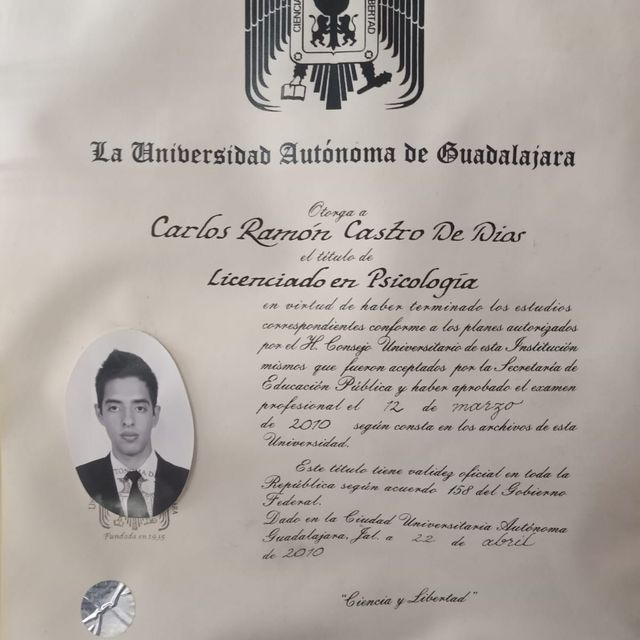 CIENCIA
LIBERTAD
La Universidad Autónoma de Guadalajara
Otorga a
Carlos Ramón Castro De Dios
el título de
Licenciado en Psicología
en virtud de haber terminado los estudios
correspondientes conforme a los planes autorizados
por el H. Consejo Universitario de esta Institución
mismos que fueron aceptados por la Secretaría de
Educación Pública y haber aprobado el examen
profesional el 12 de marzo
de 2010 según consta en los archivos de esta
Universidad.
Este título tiene validez oficial en toda la
República según acuerdo 158 del Gobierno
Federal.
Dado en la Ciudad Universitaria Autónoma
Guadalajara, Jal. a 22 de abril
de 2010
Fundada en 1935
"Ciencia y Libertad"